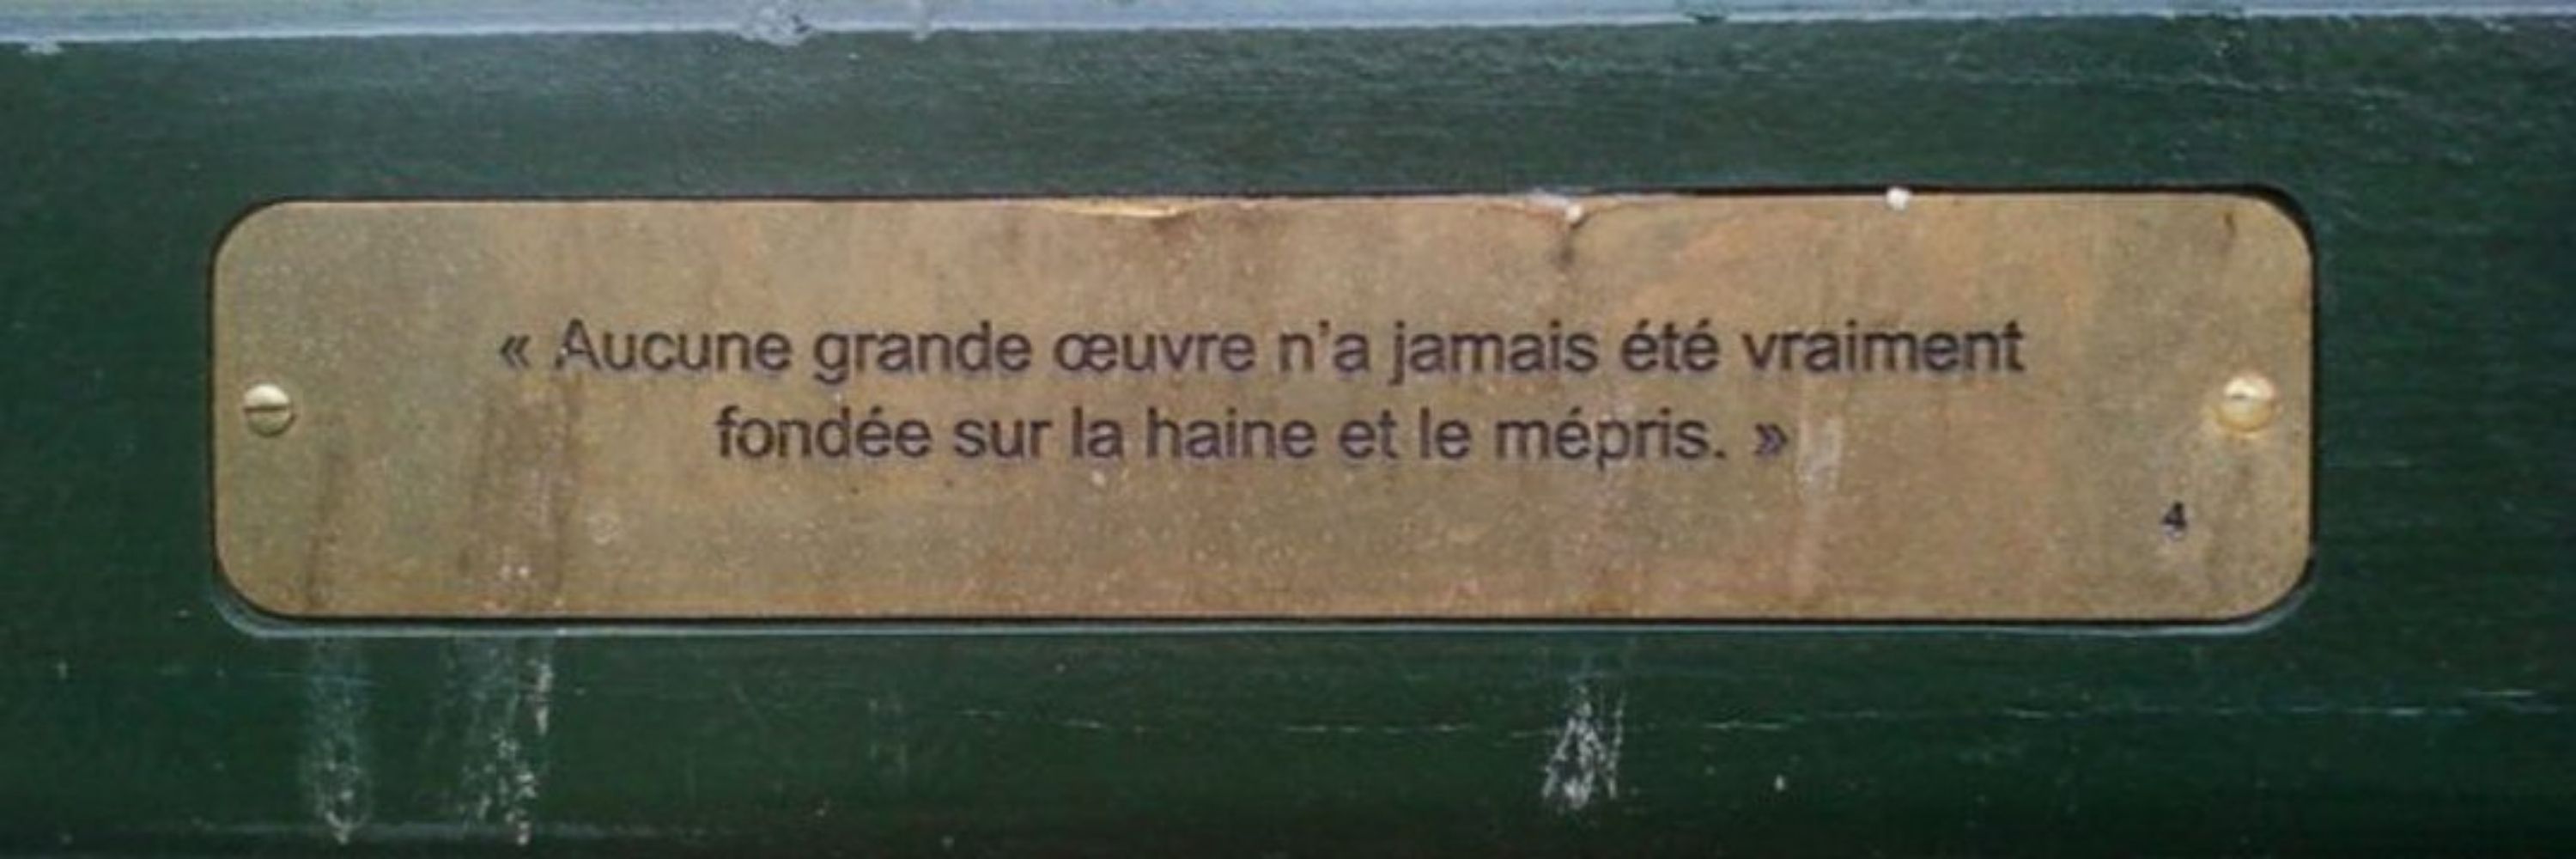 « Aucune grande œuvre n'a jamais été vraiment
fondée sur la haine et le mépris. »
4